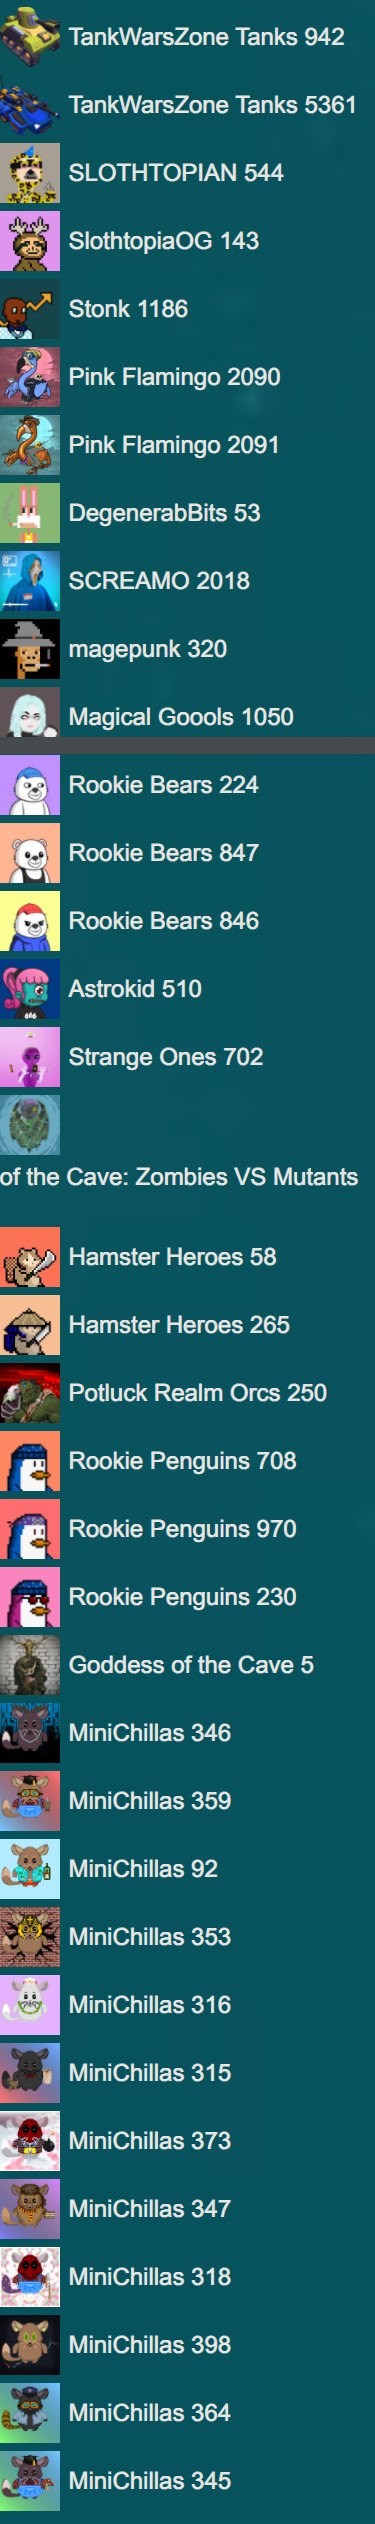 TankWarsZone Tanks 942
TankWarsZone Tanks 5361
SLOTHTOPIAN 544
SlothtopiaOG 143
Stonk 1186
Pink Flamingo 2090
Pink Flamingo 2091
DegenerabBits 53
SCREAMO 2018
magepunk 320
Magical Goools 1050
Rookie Bears 224
Rookie Bears 847
Rookie Bears 846
Astrokid 510
666
Strange Ones 702
of the Cave: Zombies VS Mutants
Hamster Heroes 58
Hamster Heroes 265
Potluck Realm Orcs 250
Rookie Penguins 708
Rookie Penguins 970
Rookie Penguins 230
Goddess of the Cave 5
MiniChillas 346
MiniChillas 359
MiniChillas 92
MiniChillas 353
MiniChillas 316
MiniChillas 315
MiniChillas 373
MiniChillas 347
MiniChillas 318
MiniChillas 398
MiniChillas 364
MiniChillas 345